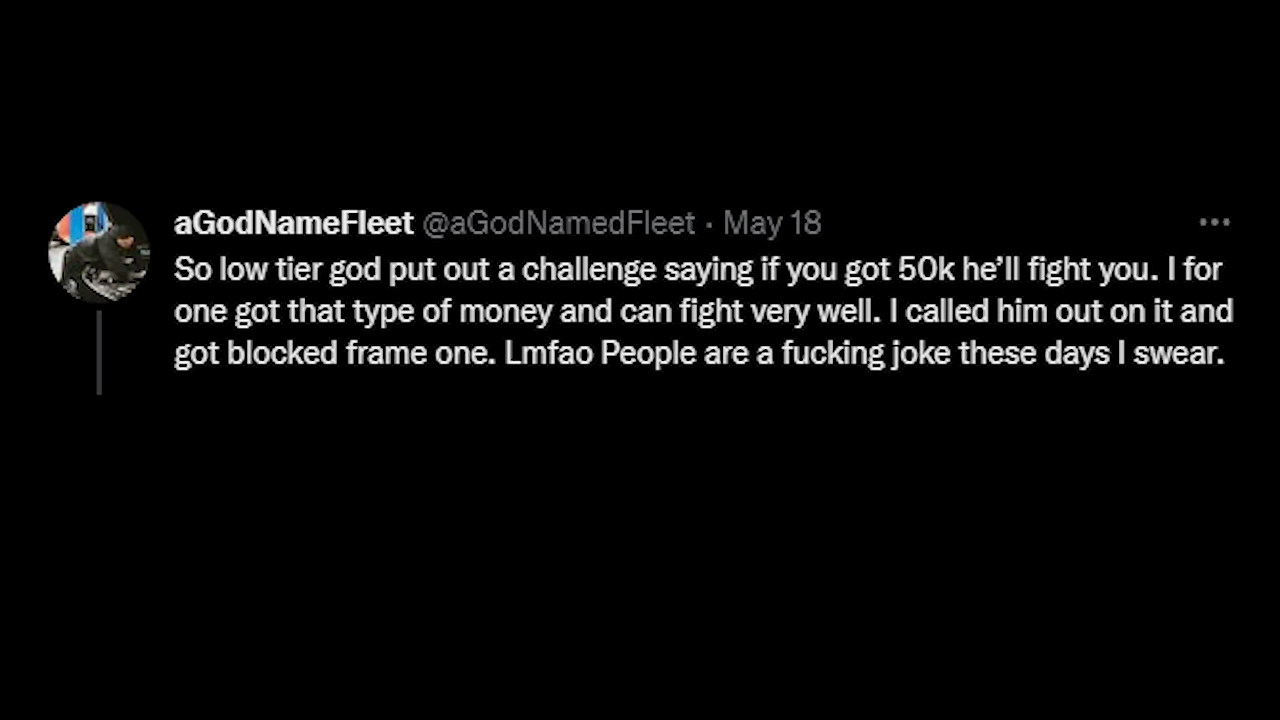 aGodNameFleet @aGodNamedFleet · May 18
So low tier god put out a challenge saying if you got 50k he’ll fight you. I for
one got that type of money and can fight very well. I called him out on it and
got blocked frame one. Lmfao People are a fucking joke these days I swear.